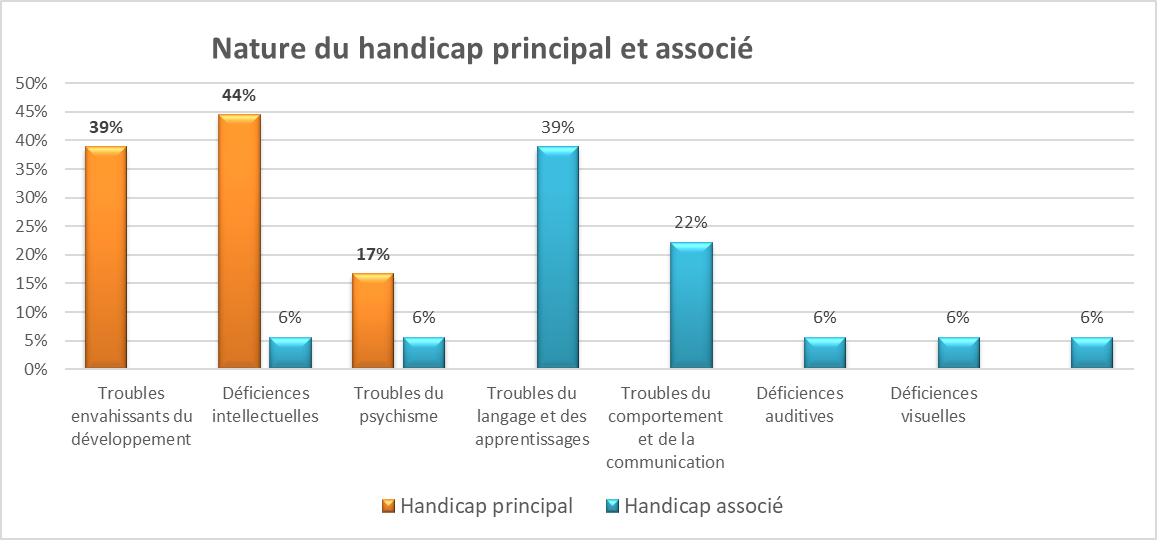 Nature du handicap principal et associé
50%
45%
40%
35%
30%
25%
20%
15%
10%
5%
0%
39%
44%
17%
6%
6%
39%
22%
6%
6%
6%
Troubles
envahissants du
développement
Déficiences
intellectuelles
Troubles du
psychisme
Troubles du
langage et des
apprentissages
Troubles du
comportement
et de la
communication
Déficiences
auditives
Déficiences
visuelles
Handicap principal
Handicap associé